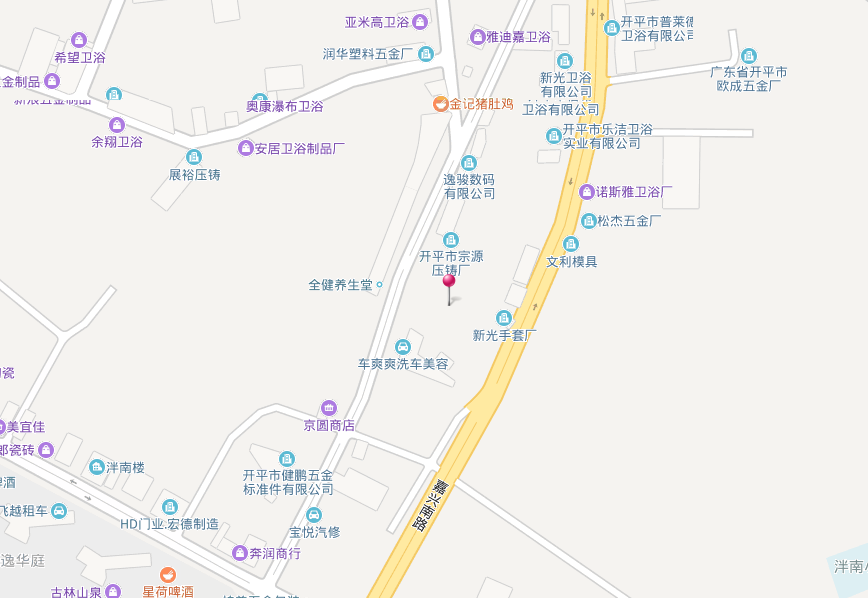 亚米高卫浴
雅迪嘉卫浴
开平市普莱德
卫浴有限公司
希望卫浴
润华塑料五金厂
新光卫浴
有限公司
广东省开平市
欧成五金厂
金制品
奥康瀑布卫浴
金记猪肚鸡
卫浴有限公司
余翔卫浴
安居卫浴制品厂
开平市乐洁卫浴
实业有限公司
展裕压铸
逸骏数码
有限公司
诺斯雅卫浴厂
松杰五金厂
开平市宗源
压铸厂
文利模具
全健养生堂
新光手套厂
车爽爽洗车美容
瓷
京圆商店
美宜佳
郎瓷砖
泮南楼
开平市健鹏五金
标准件有限公司
啤酒
飞越租车
HD门业.宏德制造
宝悦汽修
嘉兴南路
奔润商行
逸华庭
星荷啤酒
古林山泉
泮南